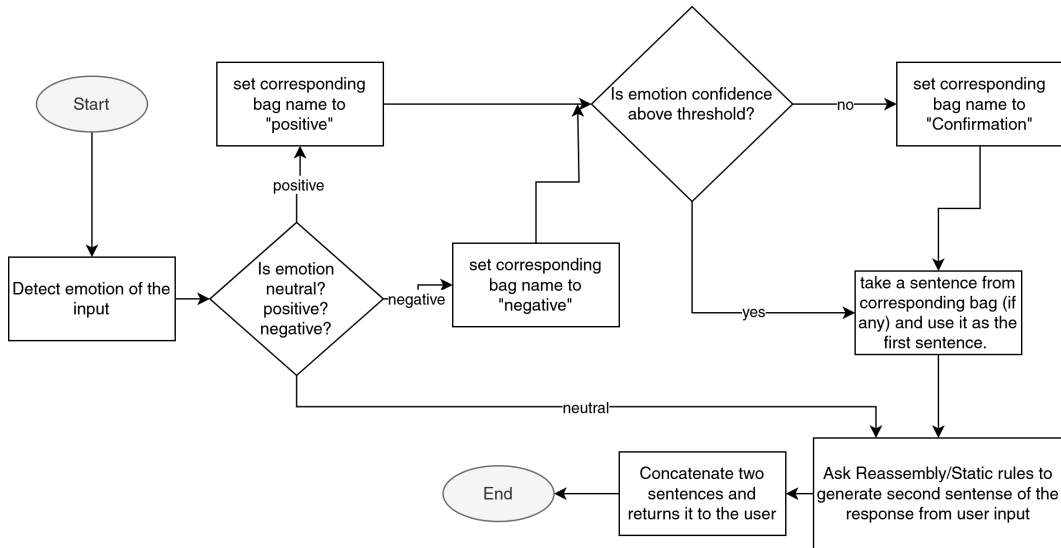 Start
Detect emotion of the
input
Is emotion
neutral?
positive?
negative?
positive
set corresponding
bag name to
"positive"
negative
set corresponding
bag name to
"negative"
Is emotion confidence
above threshold?
no
set corresponding
bag name to
"Confirmation"
yes
take a sentence from
corresponding bag (if
any) and use it as the
first sentence.
neutral
Ask Reassembly/Static rules to
generate second sentense of the
response from user input
Concatenate two
sentences and
returns it to the user
End